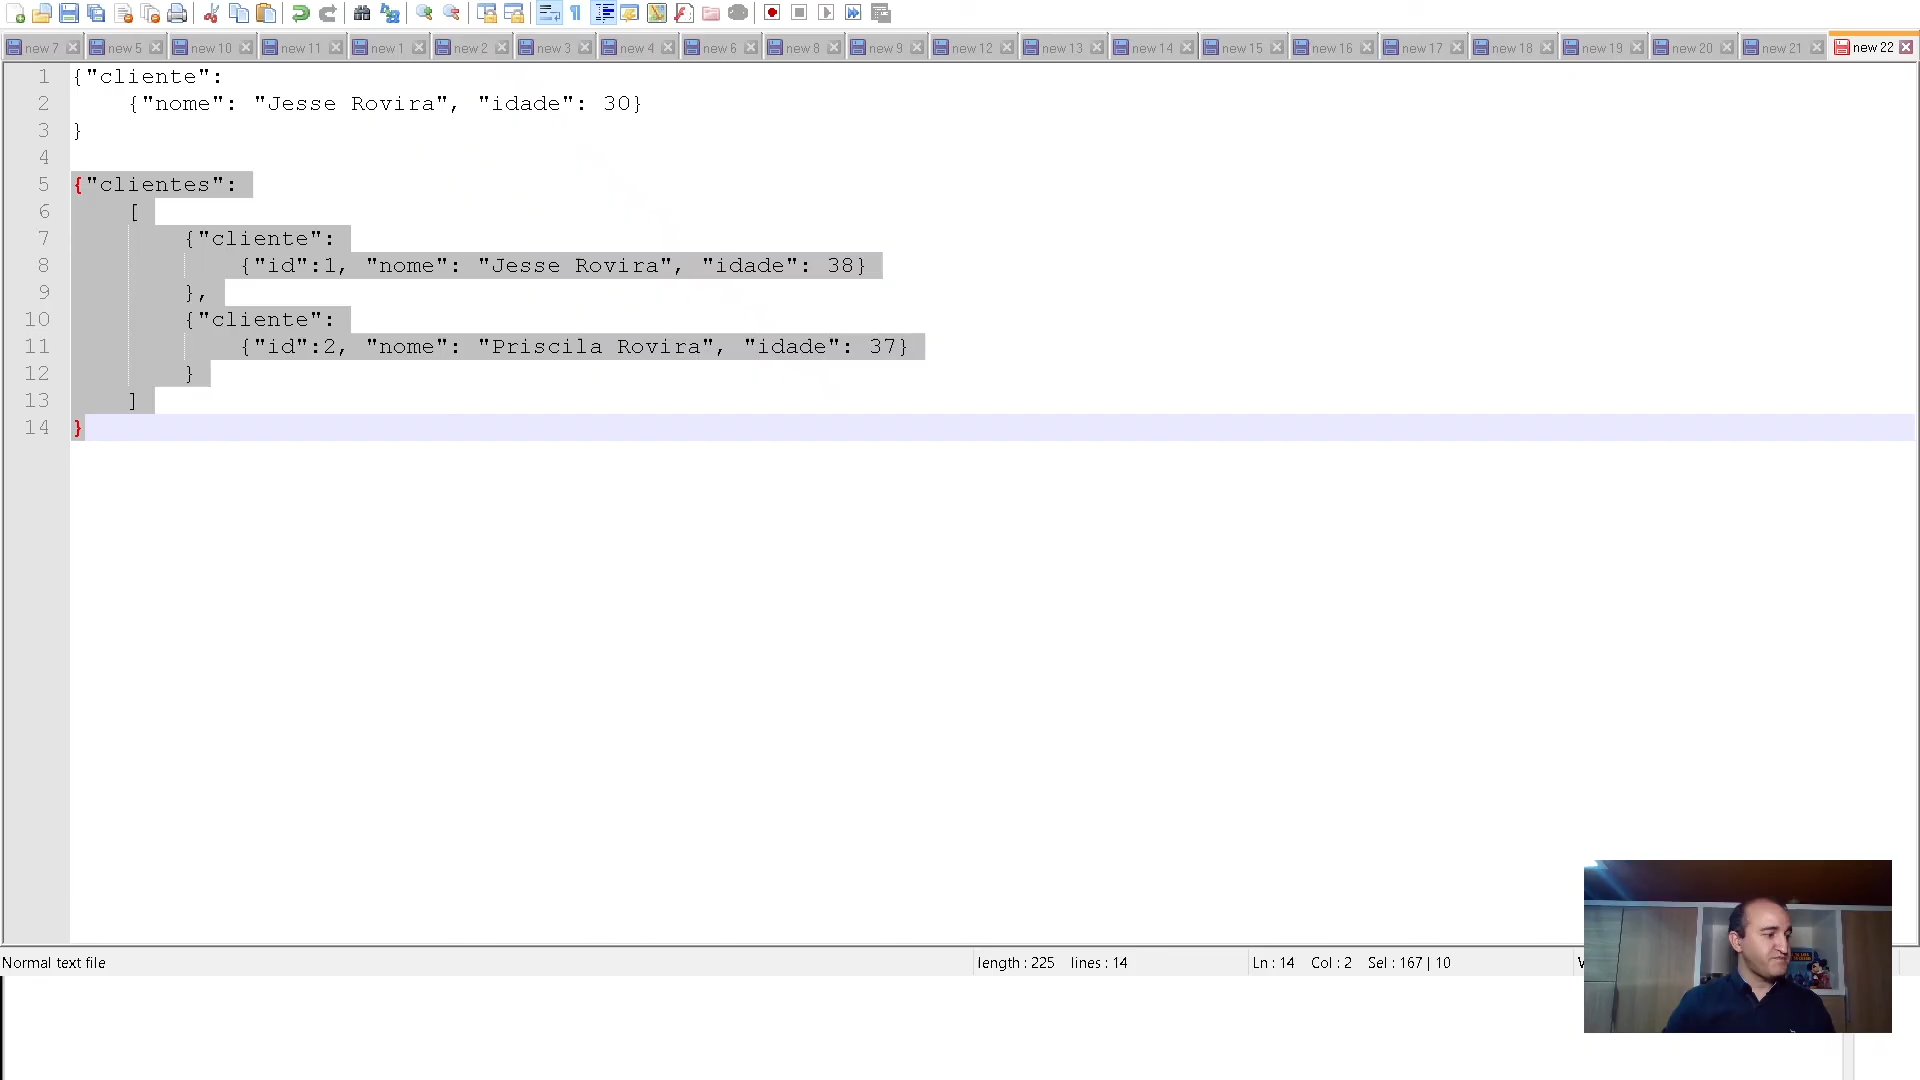 new 7 new 5 new 10 new 11 new 1 new 2 new 3 new 4 new 6 new 8 new 9 new 12 new 13 new 14 new 15 new 16 new 17 new 18 new 19 new 20 new 21 new 22
1 {"cliente":
2 {"nome": "Jesse Rovira", "idade": 30}
3 }
4
5 {"clientes":
6 [
7 {"cliente":
8 {"id":1, "nome": "Jesse Rovira", "idade": 38}
9 },
10 {"cliente":
11 {"id":2, "nome": "Priscila Rovira", "idade": 37}
12 }
13 ]
14 }
Normal text file length : 225 lines : 14 Ln : 14 Col : 2 Sel : 167 | 10